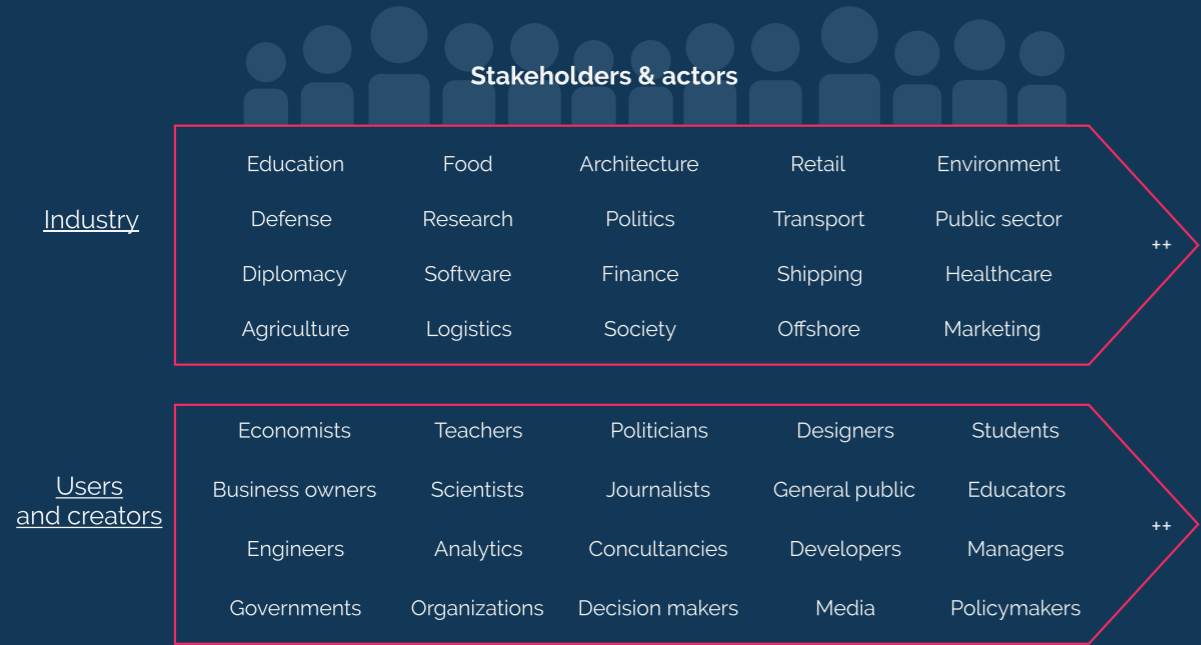 Stakeholders & actors
Industry
Education Food Architecture Retail Environment
Defense Research Politics Transport Public sector
Diplomacy Software Finance Shipping Healthcare
Agriculture Logistics Society Offshore Marketing
++
Users
and creators
Economists Teachers Politicians Designers Students
Business owners Scientists Journalists General public Educators
Engineers Analytics Concultancies Developers Managers
Governments Organizations Decision makers Media Policymakers
++